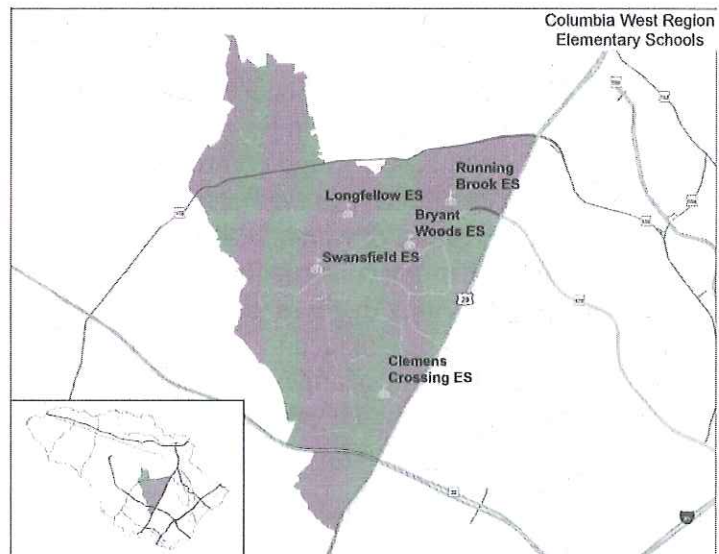 Columbia West Region
Elementary Schools
Running
Brook ES
Longfellow ES
Bryant
Woods ES
Swansfield ES
29
Clemens
Crossing ES
32